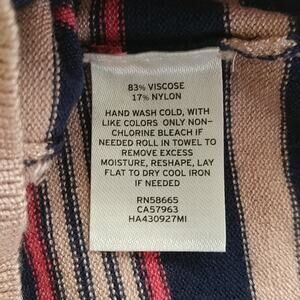 83% VISCOSE
17% NYLON
HAND WASH COLD, WITH
LIKE COLORS ONLY NON-
CHLORINE BLEACH IF
NEEDED ROLL IN TOWEL TO
REMOVE EXCESS
MOISTURE, RESHAPE, LAY
FLAT TO DRY COOL IRON
IF NEEDED
RN58665
CA57963
HA430927MI